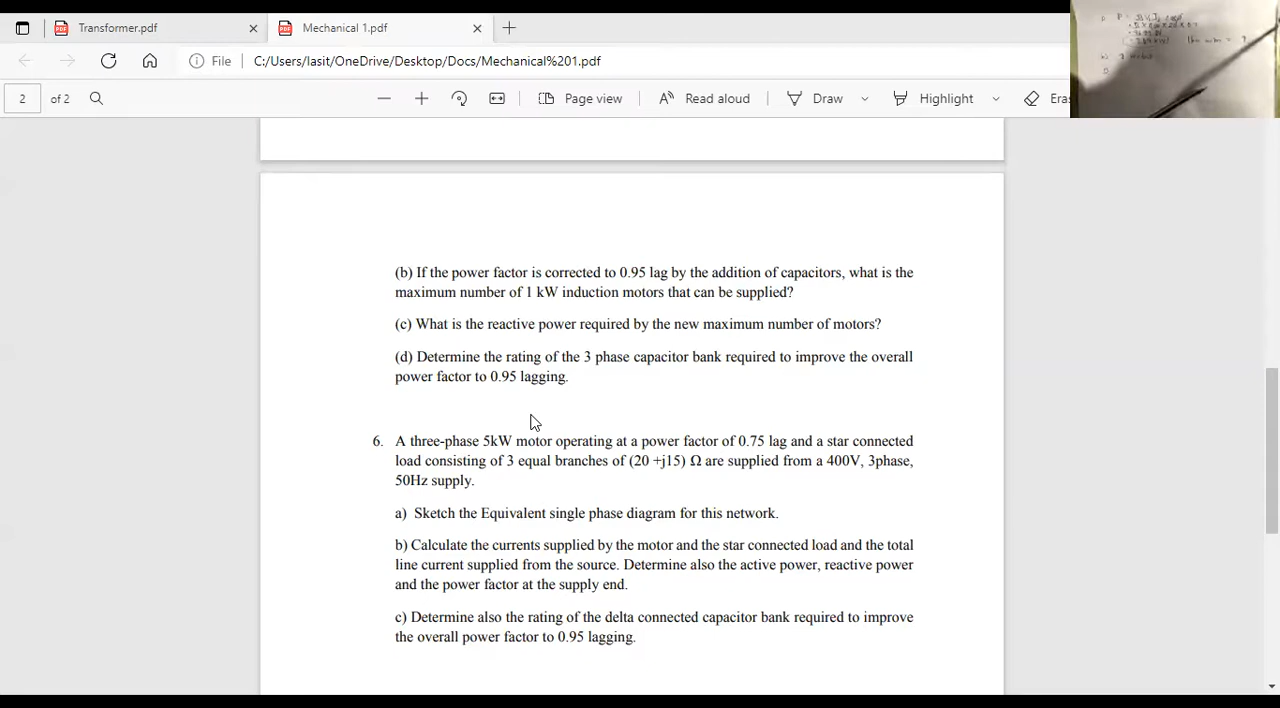 Transformer.pdf
Mechanical 1.pdf
File
C:/Users/lasit/OneDrive/Desktop/Docs/Mechanical%201.pdf
2
of 2
Page view
Read aloud
Draw
Highlight
Eras
(b) If the power factor is corrected to 0.95 lag by the addition of capacitors, what is the
maximum number of 1 kW induction motors that can be supplied?
(c) What is the reactive power required by the new maximum number of motors?
(d) Determine the rating of the 3 phase capacitor bank required to improve the overall
power factor to 0.95 lagging.
6. A three-phase 5kW motor operating at a power factor of 0.75 lag and a star connected
load consisting of 3 equal branches of (20 +j15) Ω are supplied from a 400V, 3phase,
50Hz supply.
a) Sketch the Equivalent single phase diagram for this network.
b) Calculate the currents supplied by the motor and the star connected load and the total
line current supplied from the source. Determine also the active power, reactive power
and the power factor at the supply end.
c) Determine also the rating of the delta connected capacitor bank required to improve
the overall power factor to 0.95 lagging.